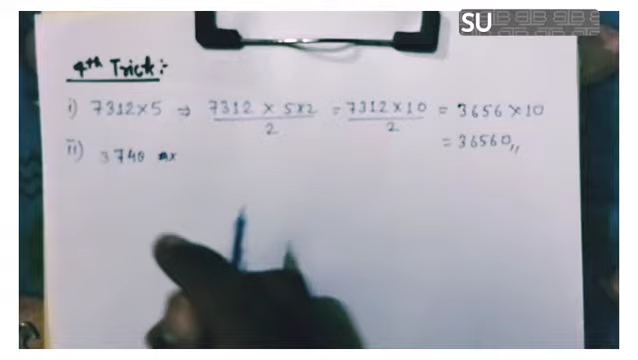 SU
4th Trick:-
i) 7312×5 ⇒ 7312 × 5×2 / 2 = 7312×10 / 2 = 3656 × 10
= 36560,,
ii) 3740